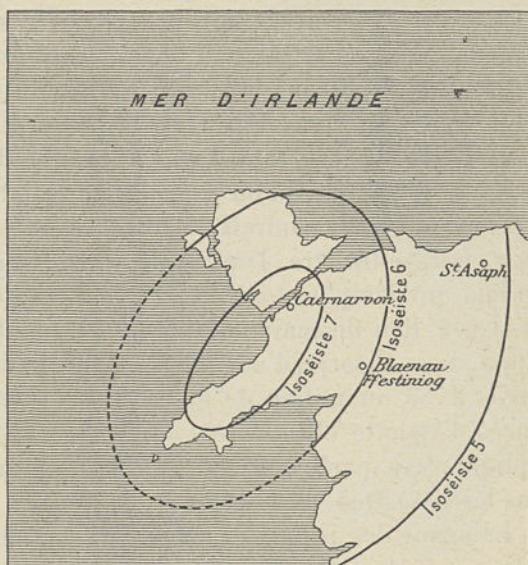 MER D'IRLANDE
St Asaph
Caernarvon
Isoséiste 6
Isoséiste 7
Blaenau
Ffestiniog
Isoséiste 5